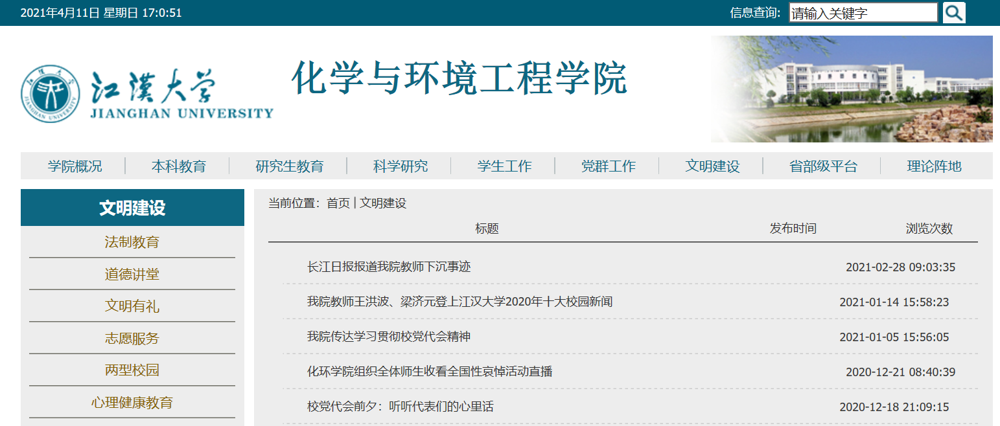 2021年4月11日 星期日 17:0:51
信息查询: 请输入关键字
江漢大学
JIANGHAN UNIVERSITY
化学与环境工程学院
学院概况 本科教育 研究生教育 科学研究 学生工作 党群工作 文明建设 省部级平台 理论阵地
文明建设
法制教育
道德讲堂
文明有礼
志愿服务
两型校园
心理健康教育
当前位置：首页 | 文明建设
标题 发布时间 浏览次数
长江日报报道我院教师下沉事迹 2021-02-28 09:03:35
我院教师王洪波、梁济元登上江汉大学2020年十大校园新闻 2021-01-14 15:58:23
我院传达学习贯彻校党代会精神 2021-01-05 15:56:05
化环学院组织全体师生收看全国性哀悼活动直播 2020-12-21 08:40:39
校党代会前夕：听听代表们的心里话 2020-12-18 21:09:15